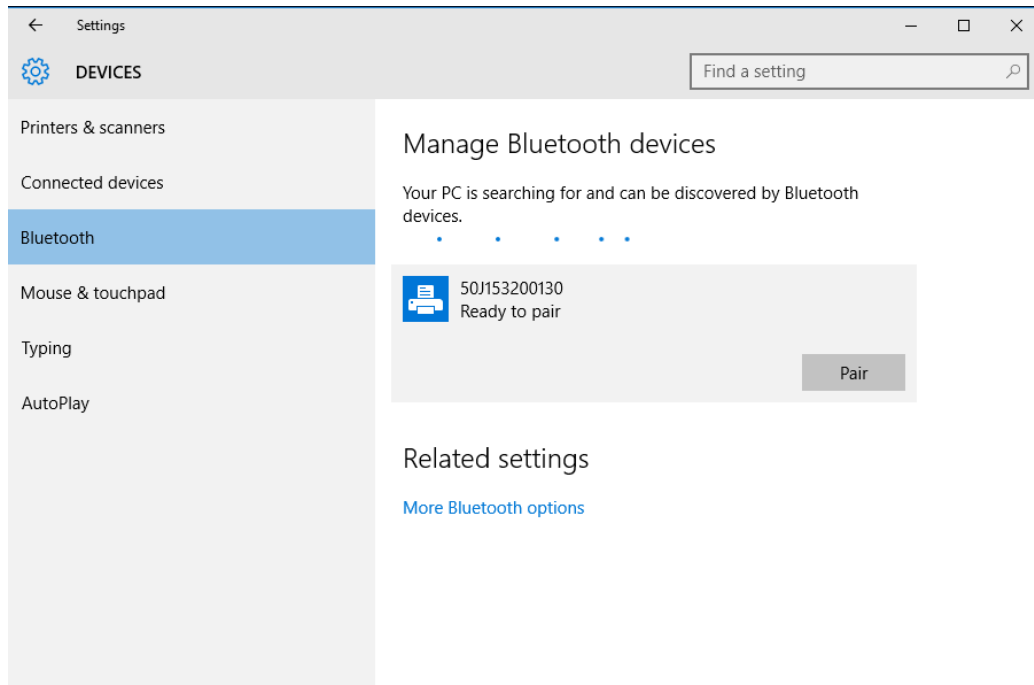 Settings
DEVICES
Find a setting
Printers & scanners
Connected devices
Bluetooth
Mouse & touchpad
Typing
AutoPlay
Manage Bluetooth devices
Your PC is searching for and can be discovered by Bluetooth
devices.
50J153200130
Ready to pair
Pair
Related settings
More Bluetooth options